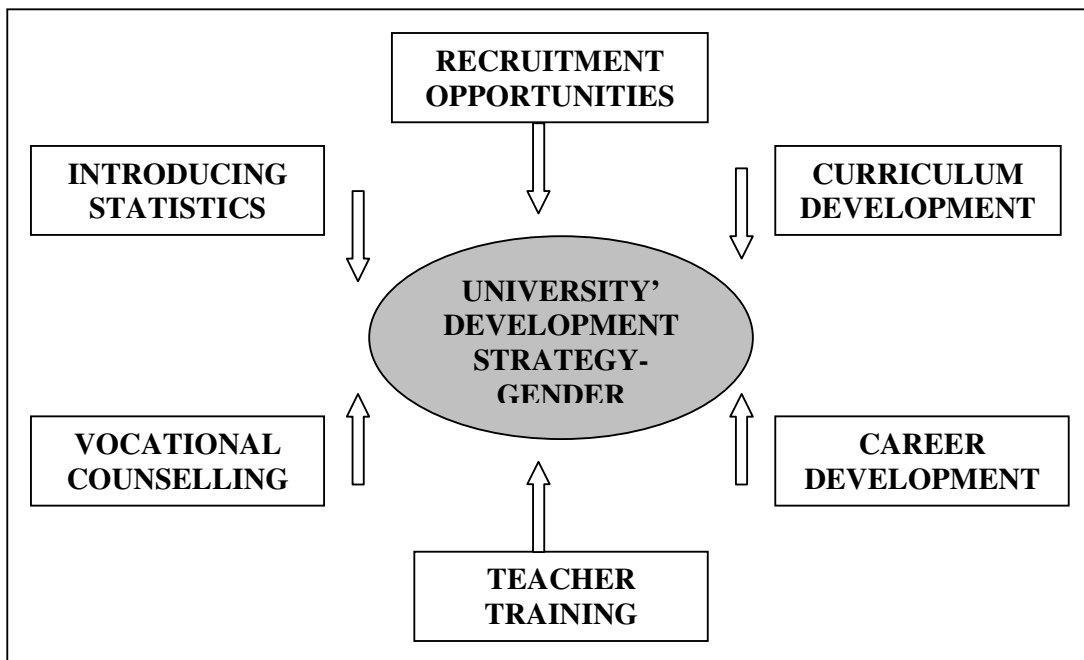 RECRUITMENT
OPPORTUNITIES
INTRODUCING
STATISTICS
CURRICULUM
DEVELOPMENT
UNIVERSITY’
DEVELOPMENT
STRATEGY-
GENDER
VOCATIONAL
COUNSELLING
CAREER
DEVELOPMENT
TEACHER
TRAINING